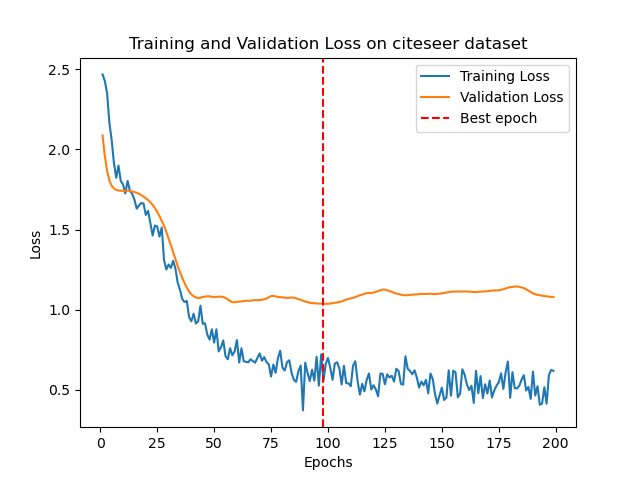 Training and Validation Loss on citeseer dataset
Training Loss
Validation Loss
Best epoch
2.5
2.0
1.5
1.0
0.5
Loss
0 25 50 75 100 125 150 175 200
Epochs